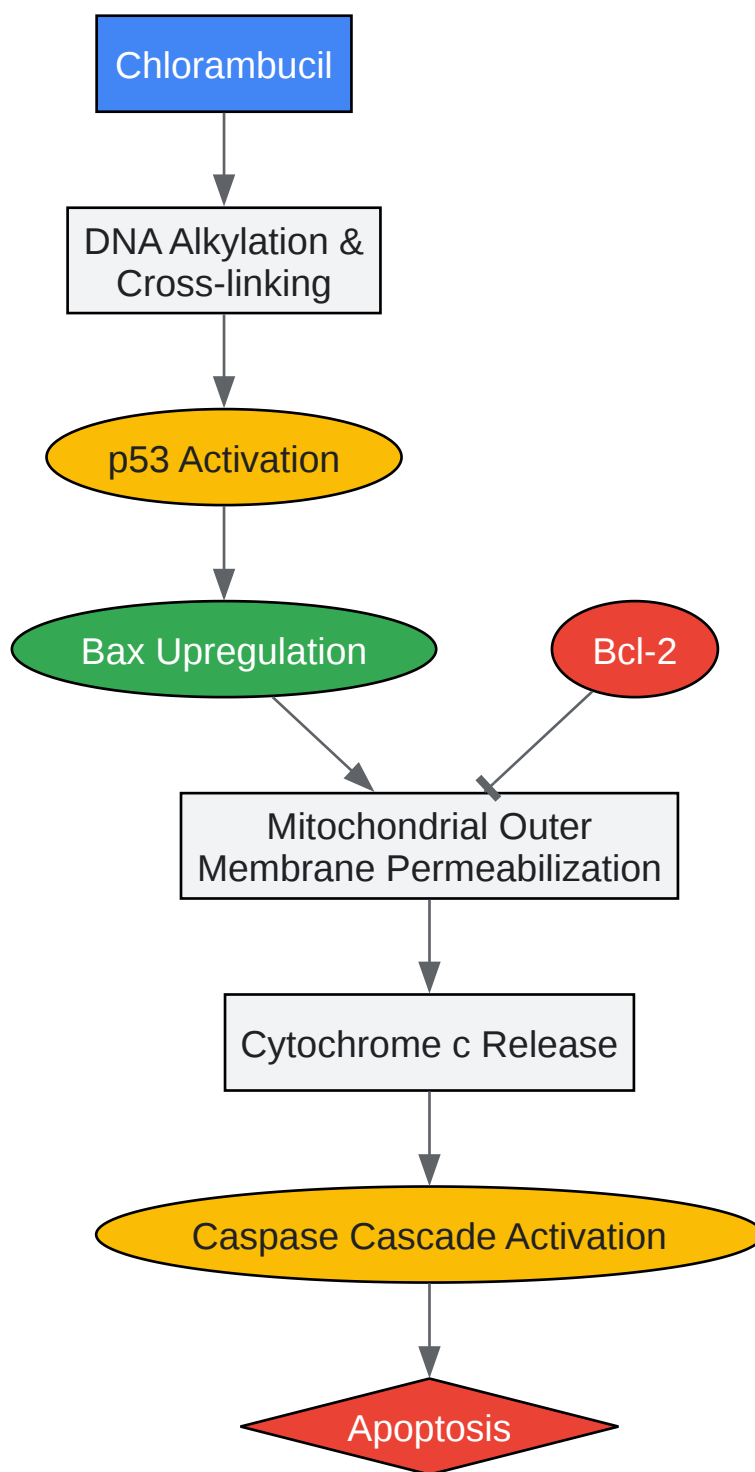 Chlorambucil
DNA Alkylation &
Cross-linking
p53 Activation
Bax Upregulation
Bcl-2
Mitochondrial Outer
Membrane Permeabilization
Cytochrome c Release
Caspase Cascade Activation
Apoptosis